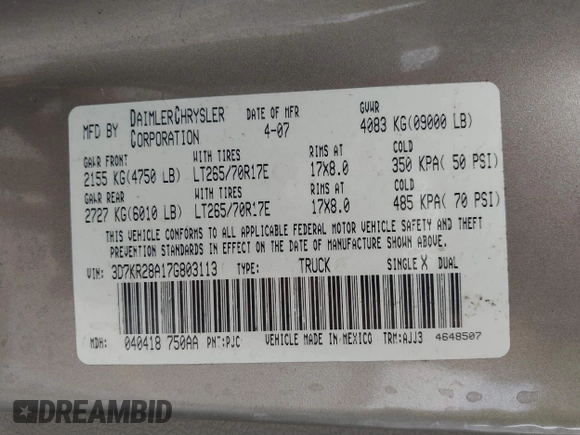 MFD BY DAIMLERCHRYSLER CORPORATION DATE OF MFR 4-07 GVWR 4083 KG(09000 LB)
GAWR FRONT WITH TIRES RIMS AT COLD
2155 KG(4750 LB) LT265/70R17E 17X8.0 350 KPA( 50 PSI)
GAWR REAR WITH TIRES RIMS AT COLD
2727 KG(6010 LB) LT265/70R17E 17X8.0 485 KPA( 70 PSI)
THIS VEHICLE CONFORMS TO ALL APPLICABLE FEDERAL MOTOR VEHICLE SAFETY AND THEFT
PREVENTION STANDARDS IN EFFECT ON THE DATE OF MANUFACTURE SHOWN ABOVE.
VIN: 3D7KR28A17G803113 TYPE: TRUCK SINGLE X DUAL
MDH: 040418 750AA PNT:PJC VEHICLE MADE IN MEXICO TRM:AJJ3 4648507
DREAMBID